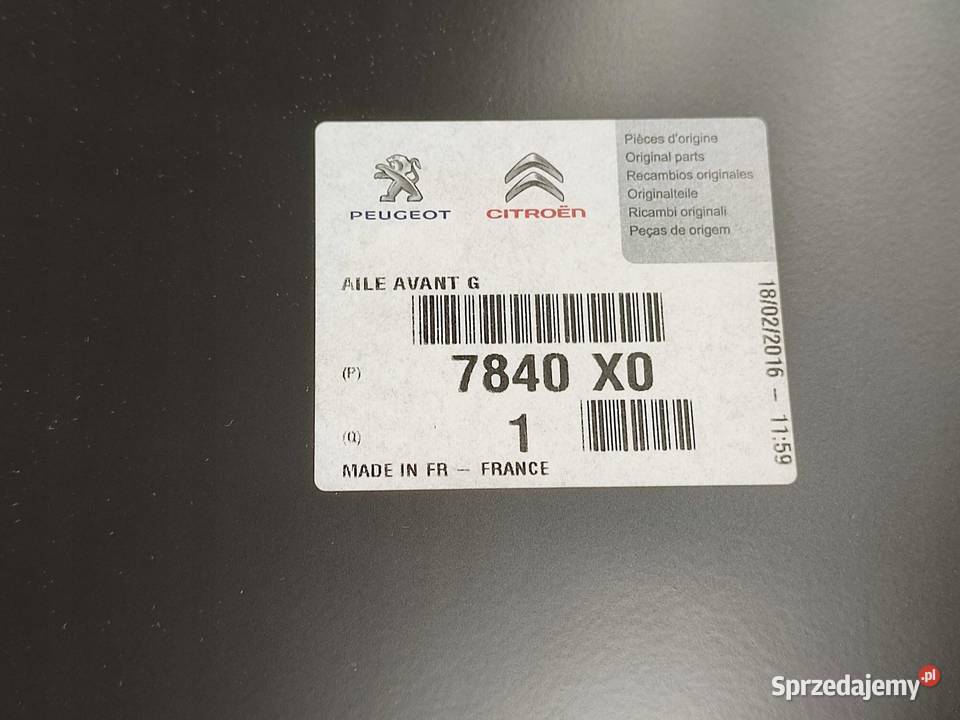 PEUGEOT
CITROËN
Pièces d'origine
Original parts
Recambios originales
Originalteile
Ricambi originali
Peças de origem
AILE AVANT G
(P) 7840 X0
(Q) 1
MADE IN FR – FRANCE
18/02/2016 – 11:59
Sprzedajemy.pl